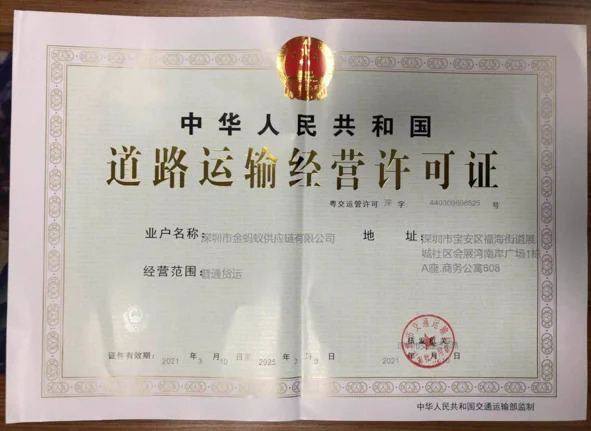 中华人民共和国
道路运输经营许可证
粤交运管许可 深 字 440309698525 号
业户名称: 深圳市金蚂蚁供应链有限公司
地 址: 深圳市宝安区福海街道展
城社区会展湾南岸广场1栋
A座.商务公寓608
经营范围: 普通货运
核发机关
证件有效期: 2021 年 3 月 10 日至 2025 年 3 月 9 日
2021 年 月 日
中华人民共和国交通运输部监制